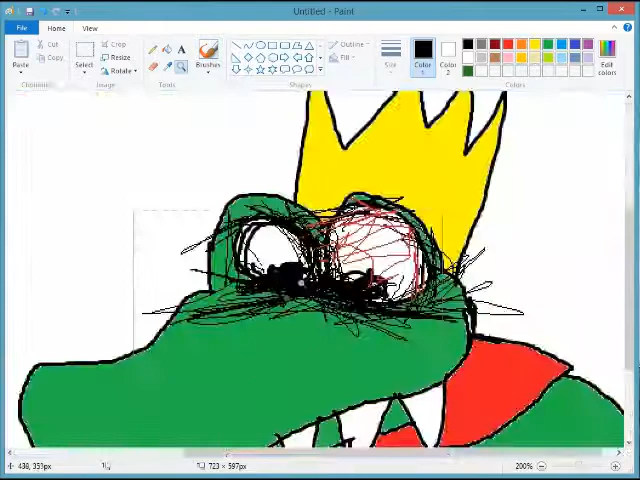 Untitled - Paint
File Home View
Paste
Cut
Copy
Clipboard
Select
Crop
Resize
Rotate
Image
A
Tools
Brushes
Outline
Fill
Shapes
Size
Color 1
Color 2
Edit colors
438, 351px
723 × 597px
200%